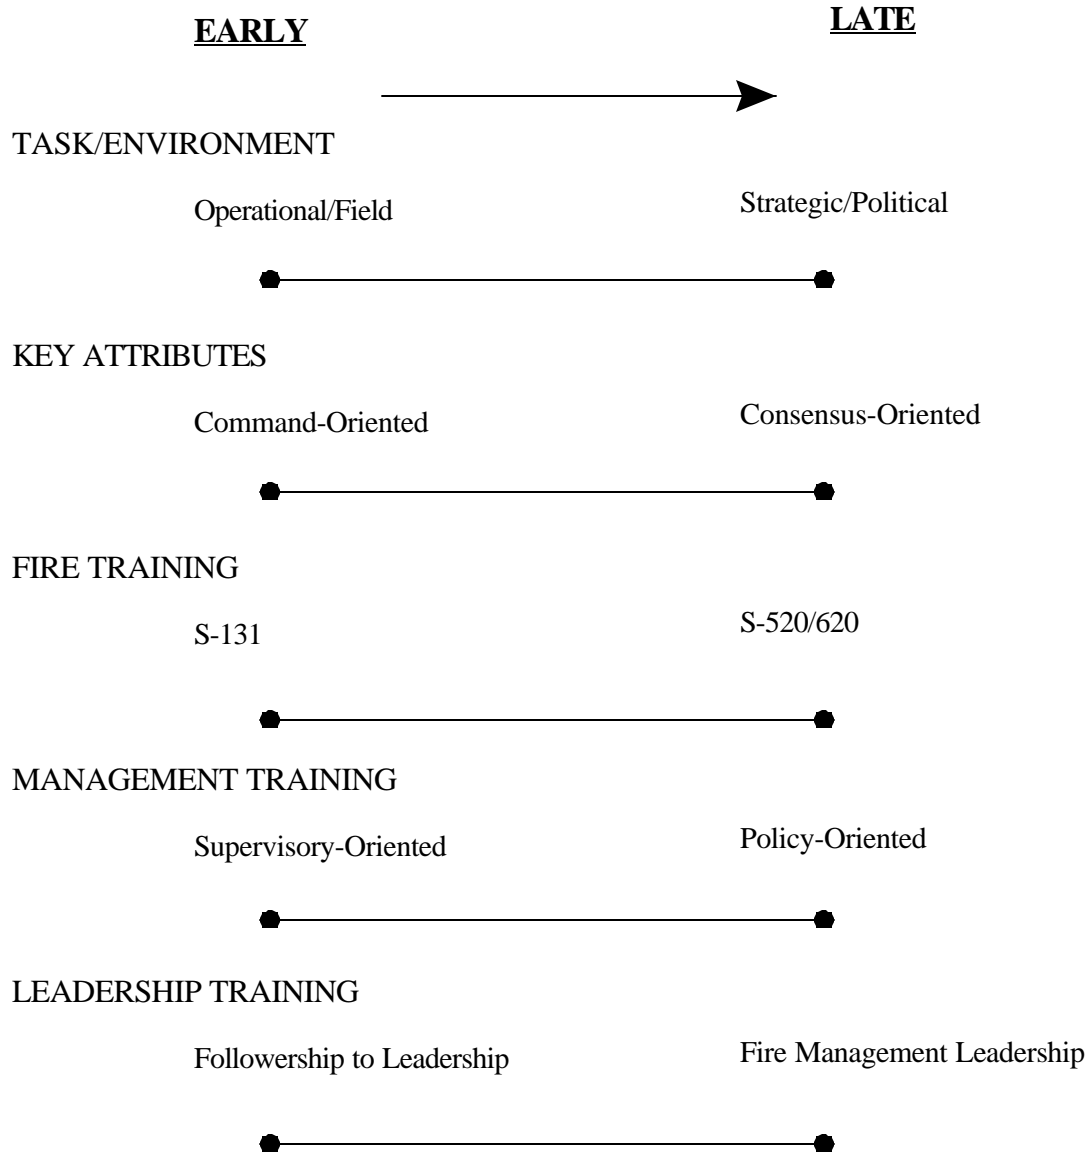 EARLY LATE
TASK/ENVIRONMENT
Operational/Field Strategic/Political
KEY ATTRIBUTES
Command-Oriented Consensus-Oriented
FIRE TRAINING
S-131 S-520/620
MANAGEMENT TRAINING
Supervisory-Oriented Policy-Oriented
LEADERSHIP TRAINING
Followership to Leadership Fire Management Leadership